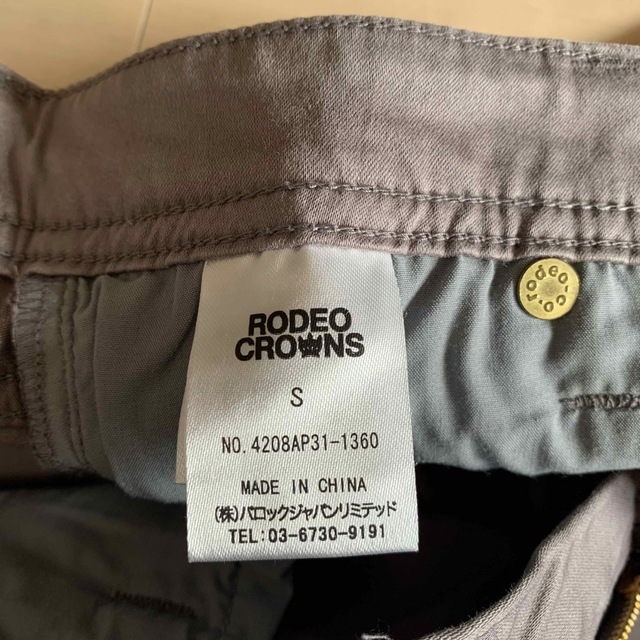 RODEO
CROWNS
S
NO. 4208AP31-1360
MADE IN CHINA
(株)バロックジャパンリミテッド
TEL:03-6730-9191
rodeo.co